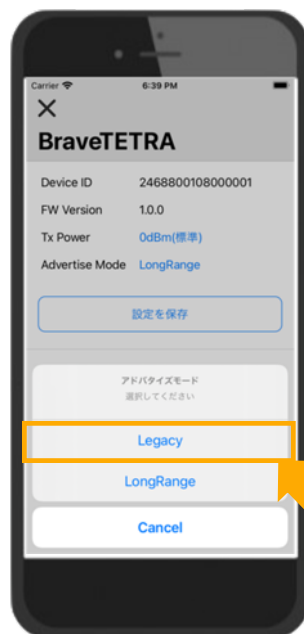 Carrier 6:39 PM
BraveTETRA
Device ID 2468800108000001
FW Version 1.0.0
Tx Power 0dBm(標準)
Advertise Mode LongRange
設定を保存
アドバタイズモード
選択してください
Legacy
LongRange
Cancel